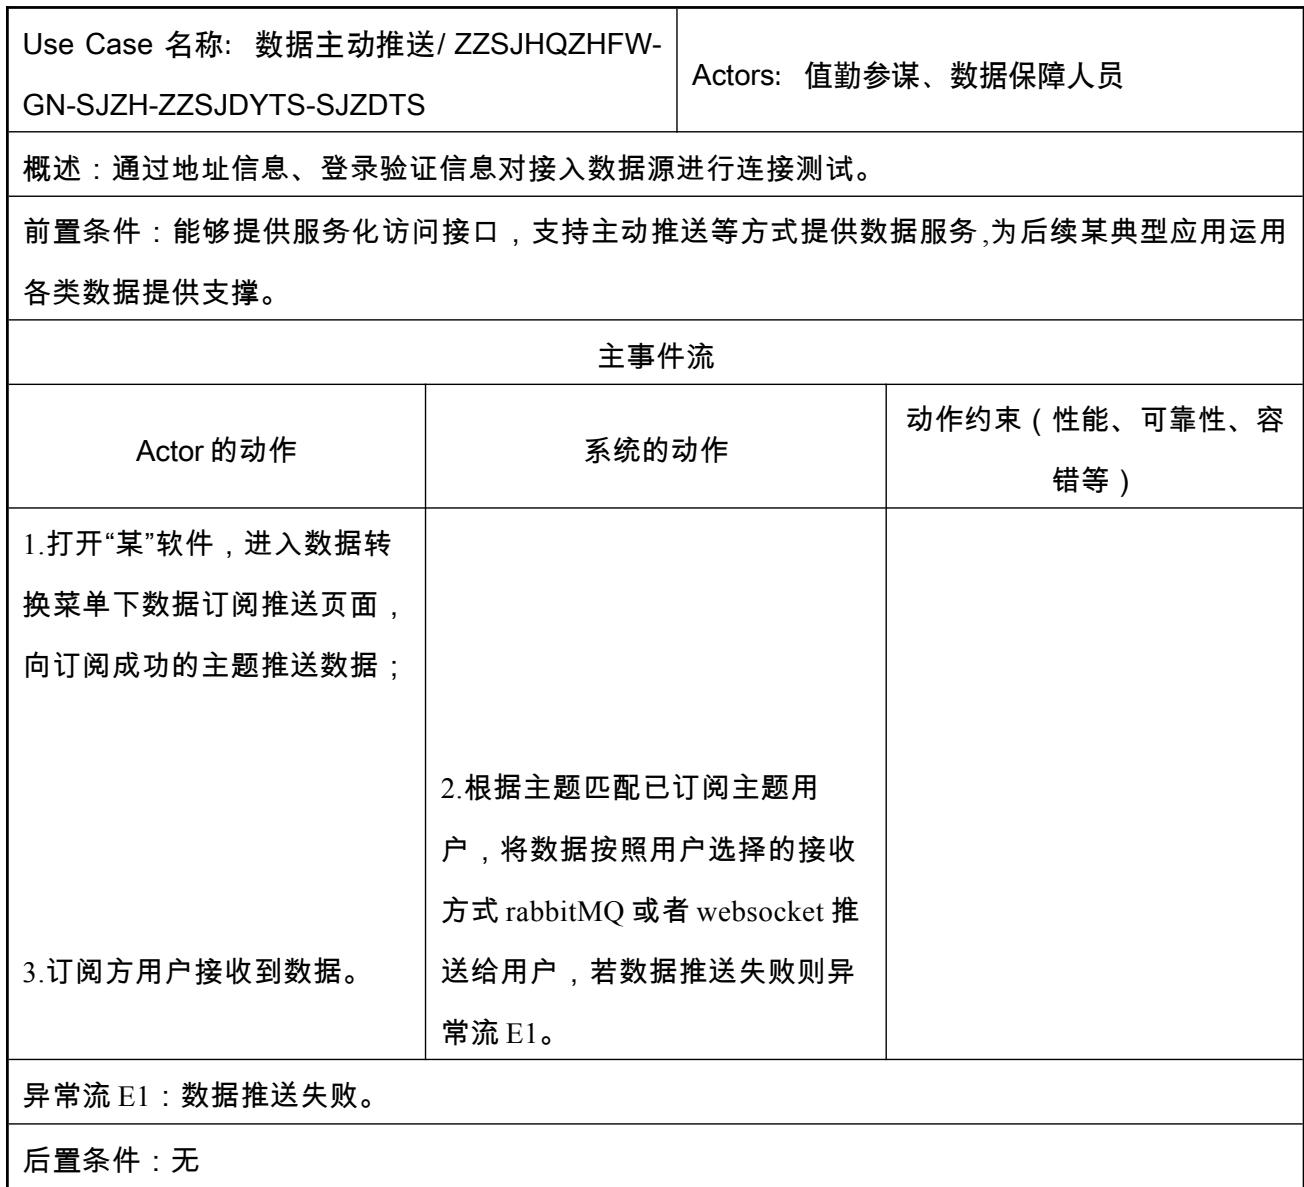 Use Case 名称: 数据主动推送/ ZZSJHQZHFW-
GN-SJZH-ZZSJDYTS-SJZDTS
Actors: 值勤参谋、数据保障人员
概述：通过地址信息、登录验证信息对接入数据源进行连接测试。
前置条件：能够提供服务化访问接口，支持主动推送等方式提供数据服务,为后续某典型应用运用
各类数据提供支撑。
主事件流
Actor 的动作
系统的动作
动作约束（性能、可靠性、容
错等）
1.打开“某”软件，进入数据转
换菜单下数据订阅推送页面，
向订阅成功的主题推送数据；
2.根据主题匹配已订阅主题用
户，将数据按照用户选择的接收
方式 rabbitMQ 或者 websocket 推
送给用户，若数据推送失败则异
常流 E1。
3.订阅方用户接收到数据。
异常流 E1：数据推送失败。
后置条件：无